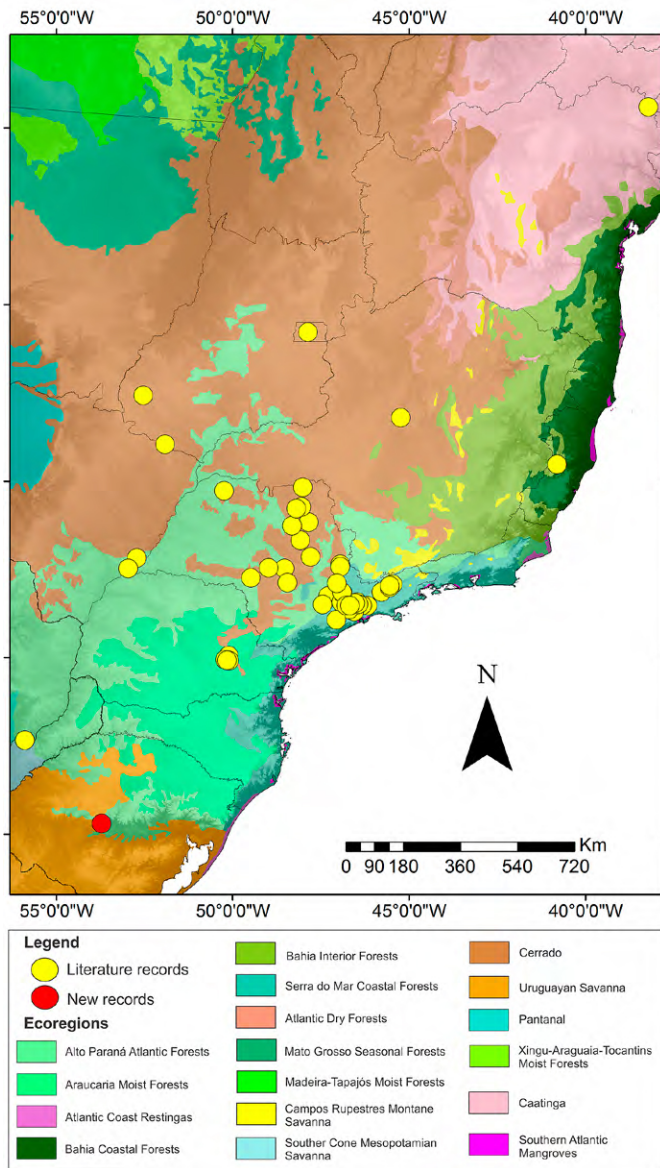 55°0'0"W 50°0'0"W 45°0'0"W 40°0'0"W
N
Km
0 90 180 360 540 720
55°0'0"W 50°0'0"W 45°0'0"W 40°0'0"W
Legend
Literature records
New records
Ecoregions
Alto Paraná Atlantic Forests
Araucaria Moist Forests
Atlantic Coast Restingas
Bahia Coastal Forests
Bahia Interior Forests
Serra do Mar Coastal Forests
Atlantic Dry Forests
Mato Grosso Seasonal Forests
Madeira-Tapajós Moist Forests
Campos Rupestres Montane
Savanna
Souther Cone Mesopotamian
Savanna
Cerrado
Uruguayan Savanna
Pantanal
Xingu-Araguaia-Tocantins
Moist Forests
Caatinga
Southern Atlantic
Mangroves